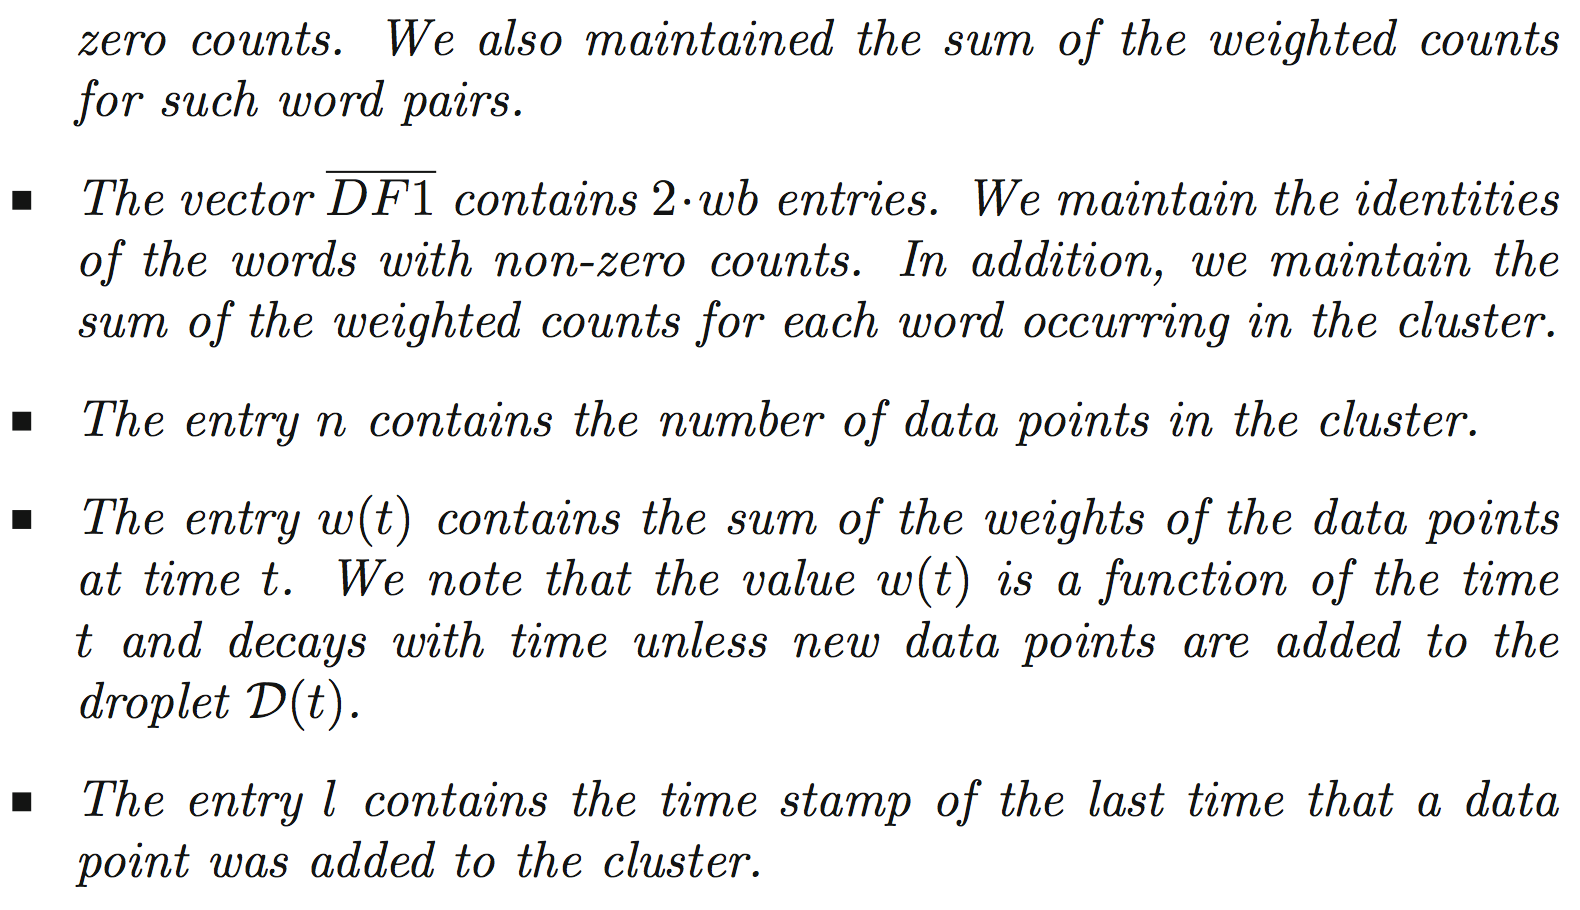 zero counts. We also maintained the sum of the weighted counts
for such word pairs.
▪ The vector $\overline{DF1}$ contains 2·wb entries. We maintain the identities
of the words with non-zero counts. In addition, we maintain the
sum of the weighted counts for each word occurring in the cluster.
▪ The entry n contains the number of data points in the cluster.
▪ The entry w(t) contains the sum of the weights of the data points
at time t. We note that the value w(t) is a function of the time
t and decays with time unless new data points are added to the
droplet 𝒟(t).
▪ The entry l contains the time stamp of the last time that a data
point was added to the cluster.